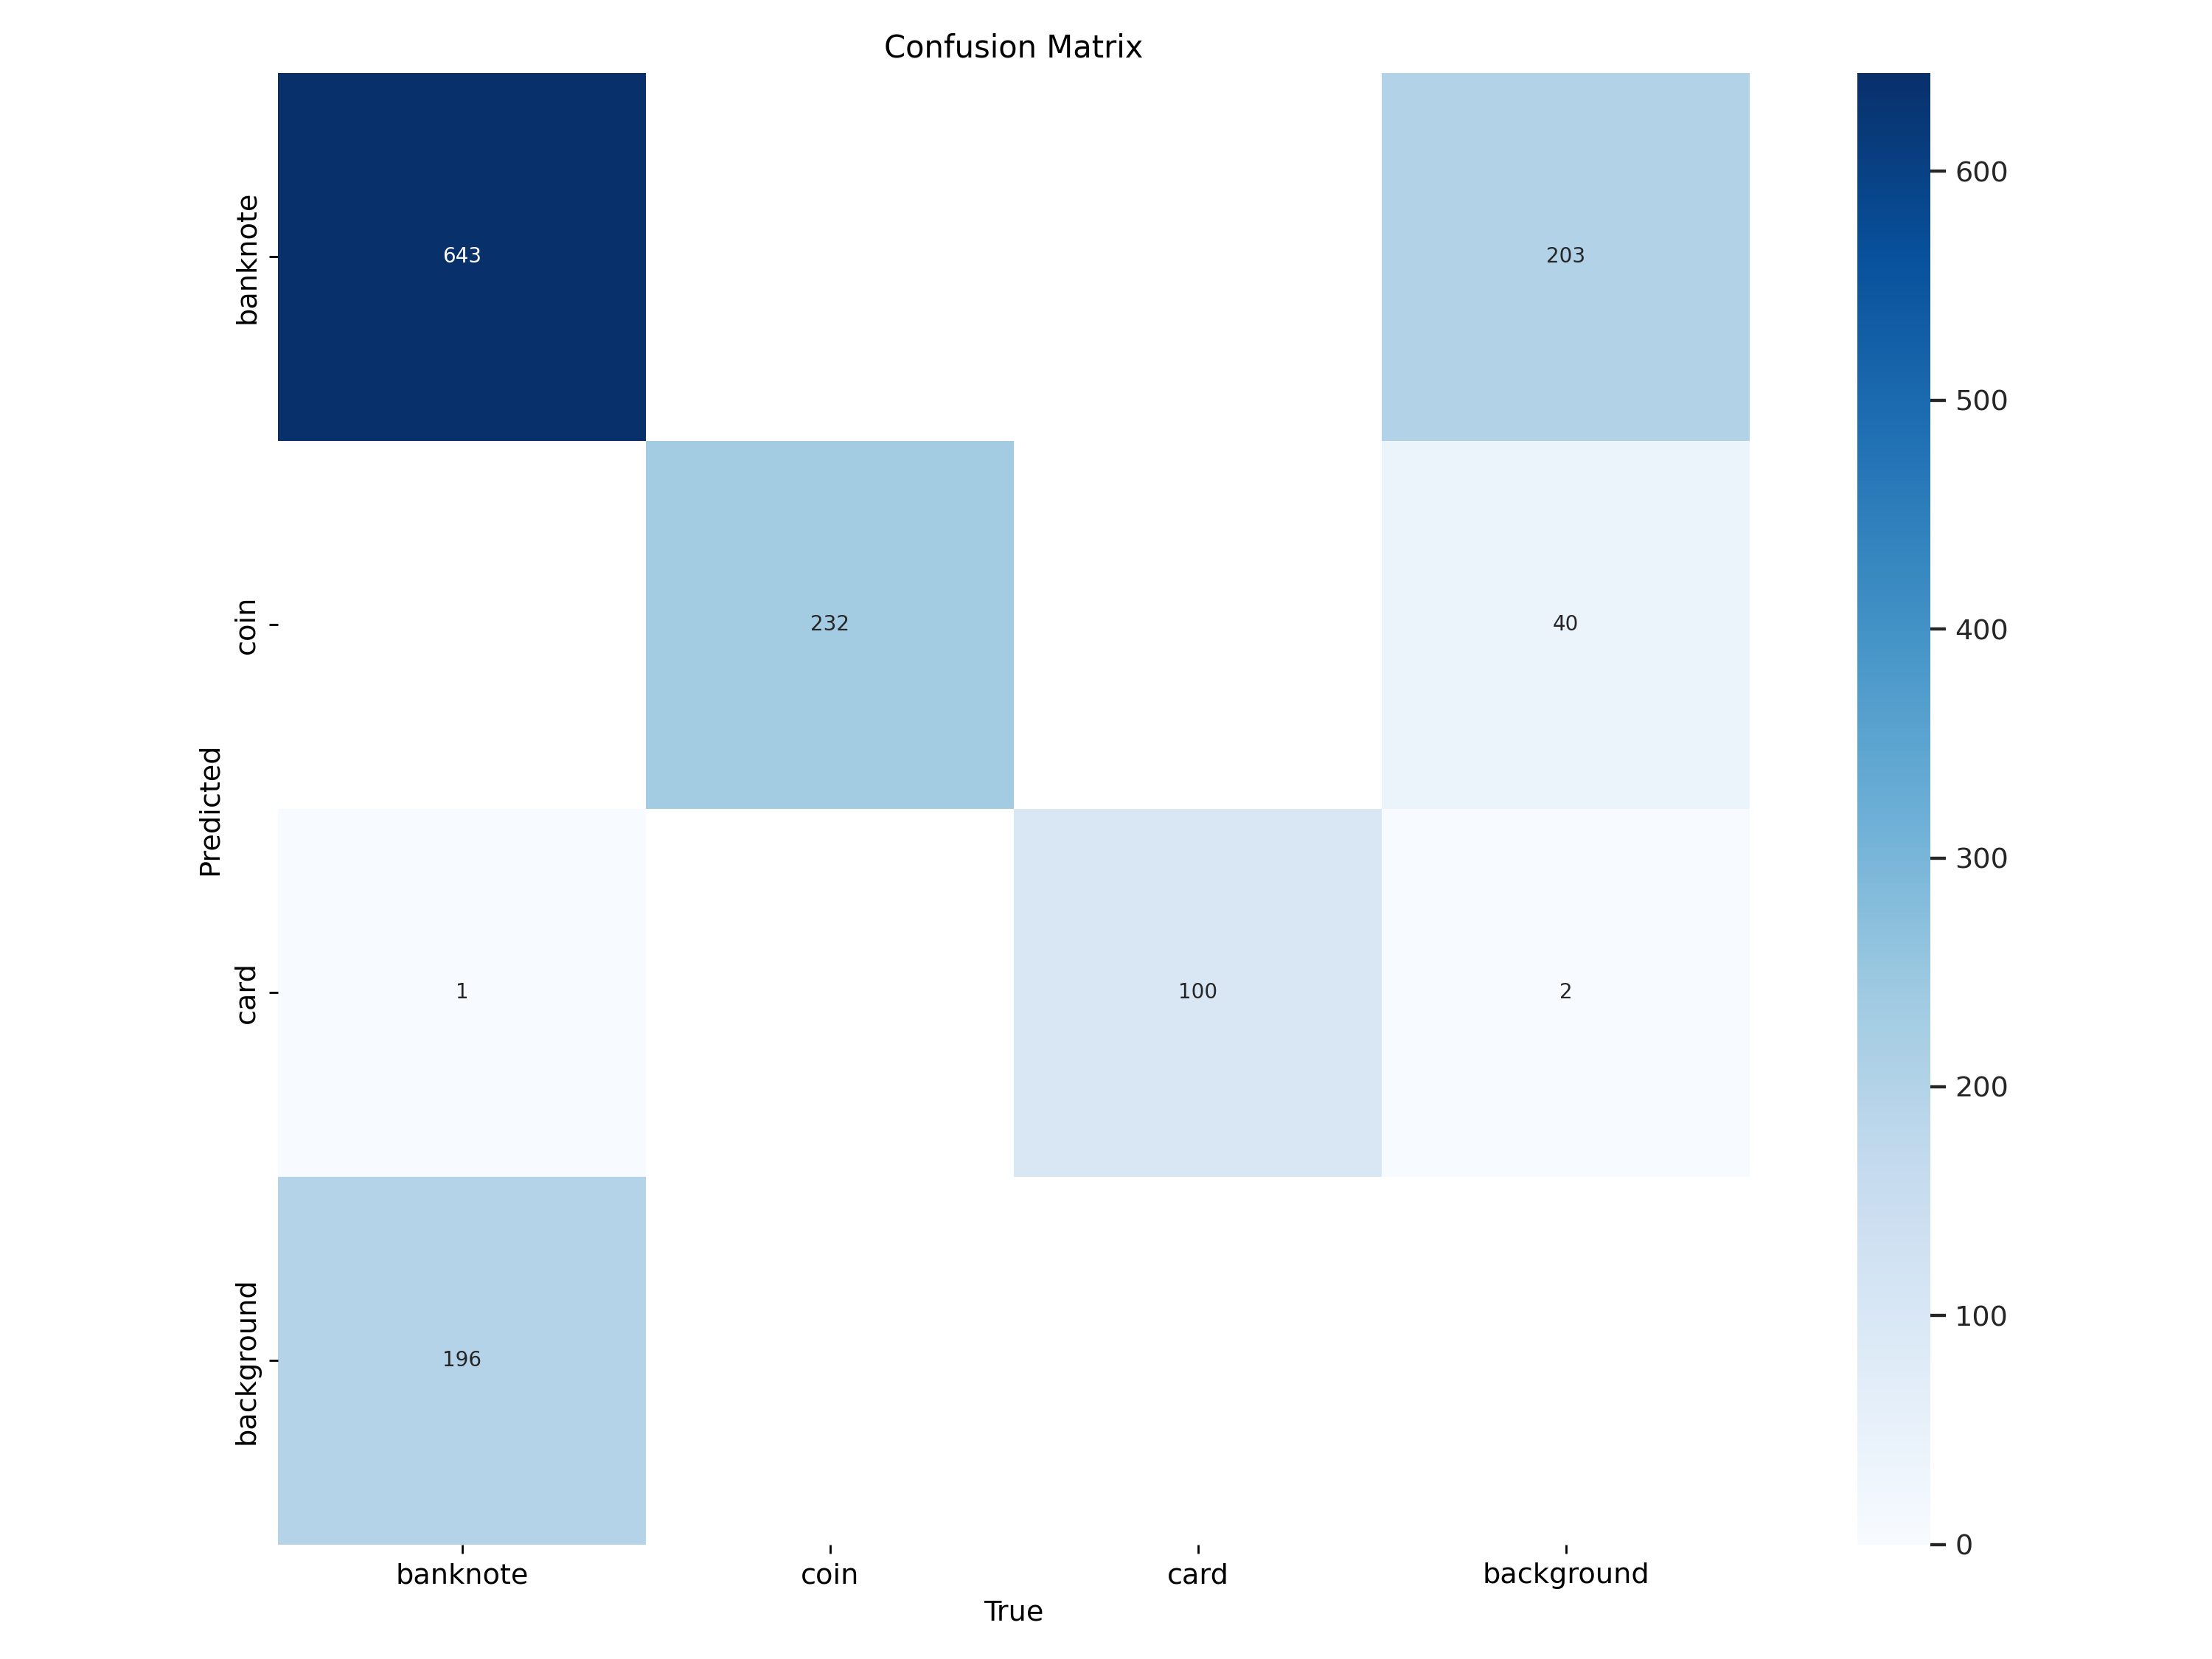 Confusion Matrix
banknote
643
203
600
500
coin
232
40
400
Predicted
300
card
1
100
2
200
background
196
100
0
banknote
coin
card
background
True